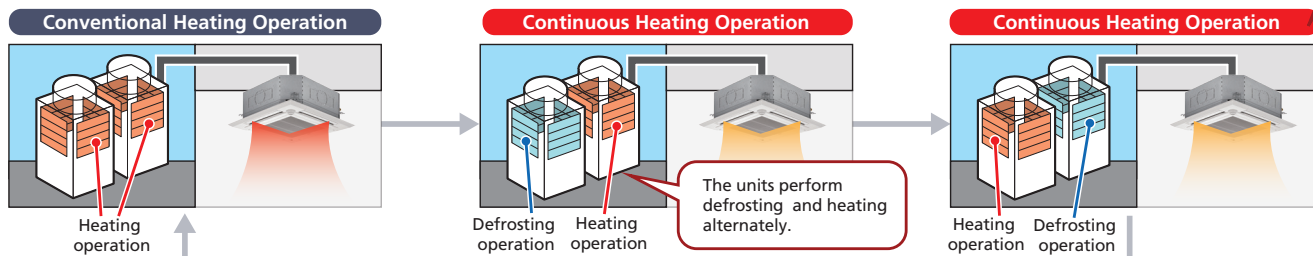 Conventional Heating Operation
Heating
operation
Continuous Heating Operation
The units perform
defrosting and heating
alternately.
Defrosting
operation
Heating
operation
Continuous Heating Operation
Heating
operation
Defrosting
operation